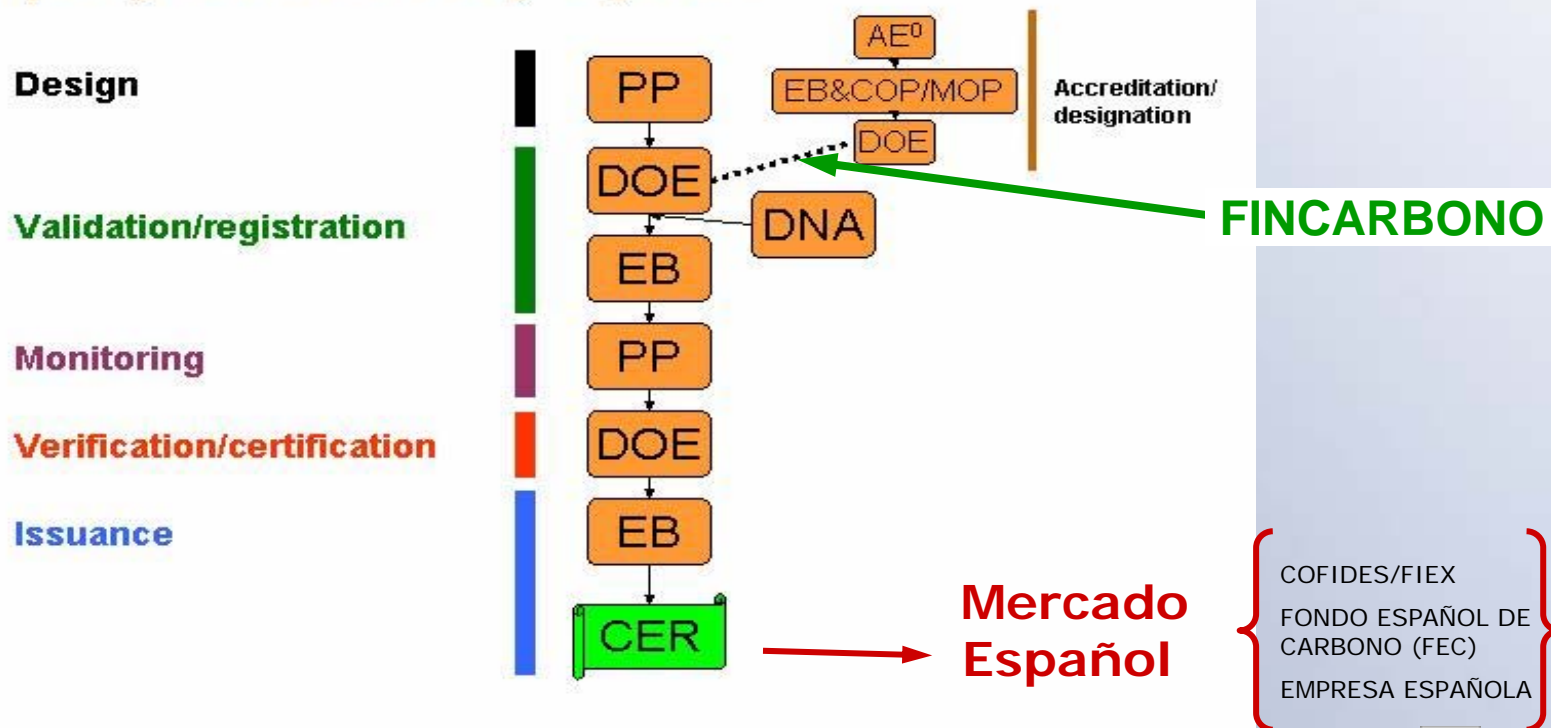 Design
PP
AE⁰
EB&COP/MOP
DOE
Accreditation/
designation
Validation/registration
DOE
DNA
EB
FINCARBONO
Monitoring
PP
Verification/certification
DOE
Issuance
EB
CER
Mercado
Español
COFIDES/FIEX
FONDO ESPAÑOL DE
CARBONO (FEC)
EMPRESA ESPAÑOLA